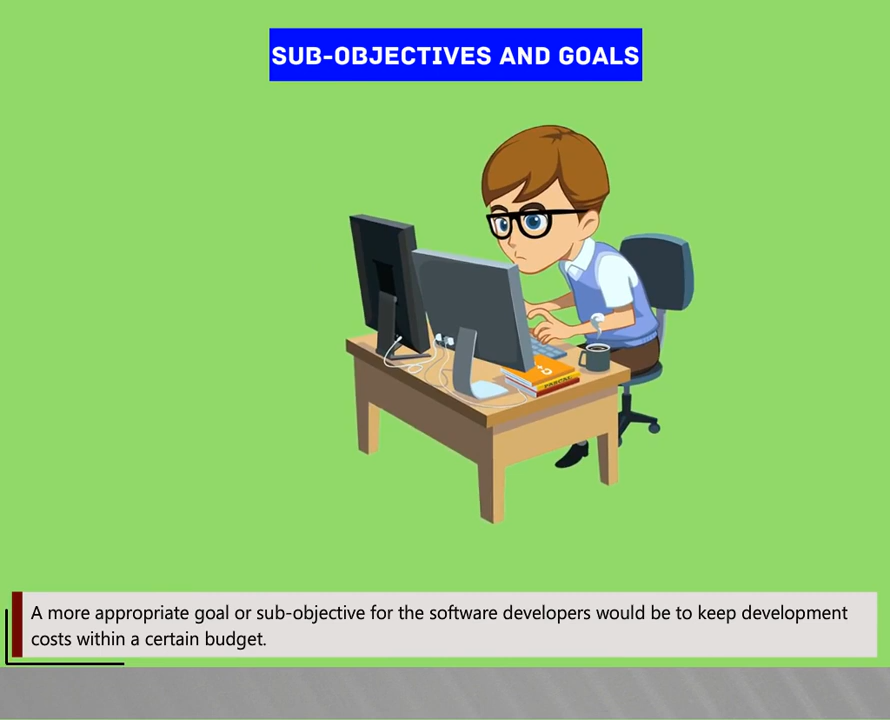 SUB-OBJECTIVES AND GOALS
PASCAL
A more appropriate goal or sub-objective for the software developers would be to keep development
costs within a certain budget.